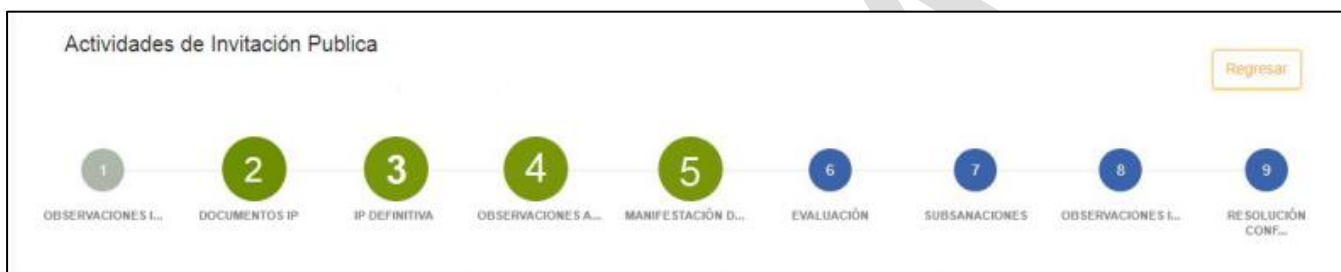 Actividades de Invitación Publica
Regresar
1 2 3 4 5 6 7 8 9
OBSERVACIONES I... DOCUMENTOS IP IP DEFINITIVA OBSERVACIONES A... MANIFESTACIÓN D... EVALUACIÓN SUBSANACIONES OBSERVACIONES I... RESOLUCIÓN
CONF...